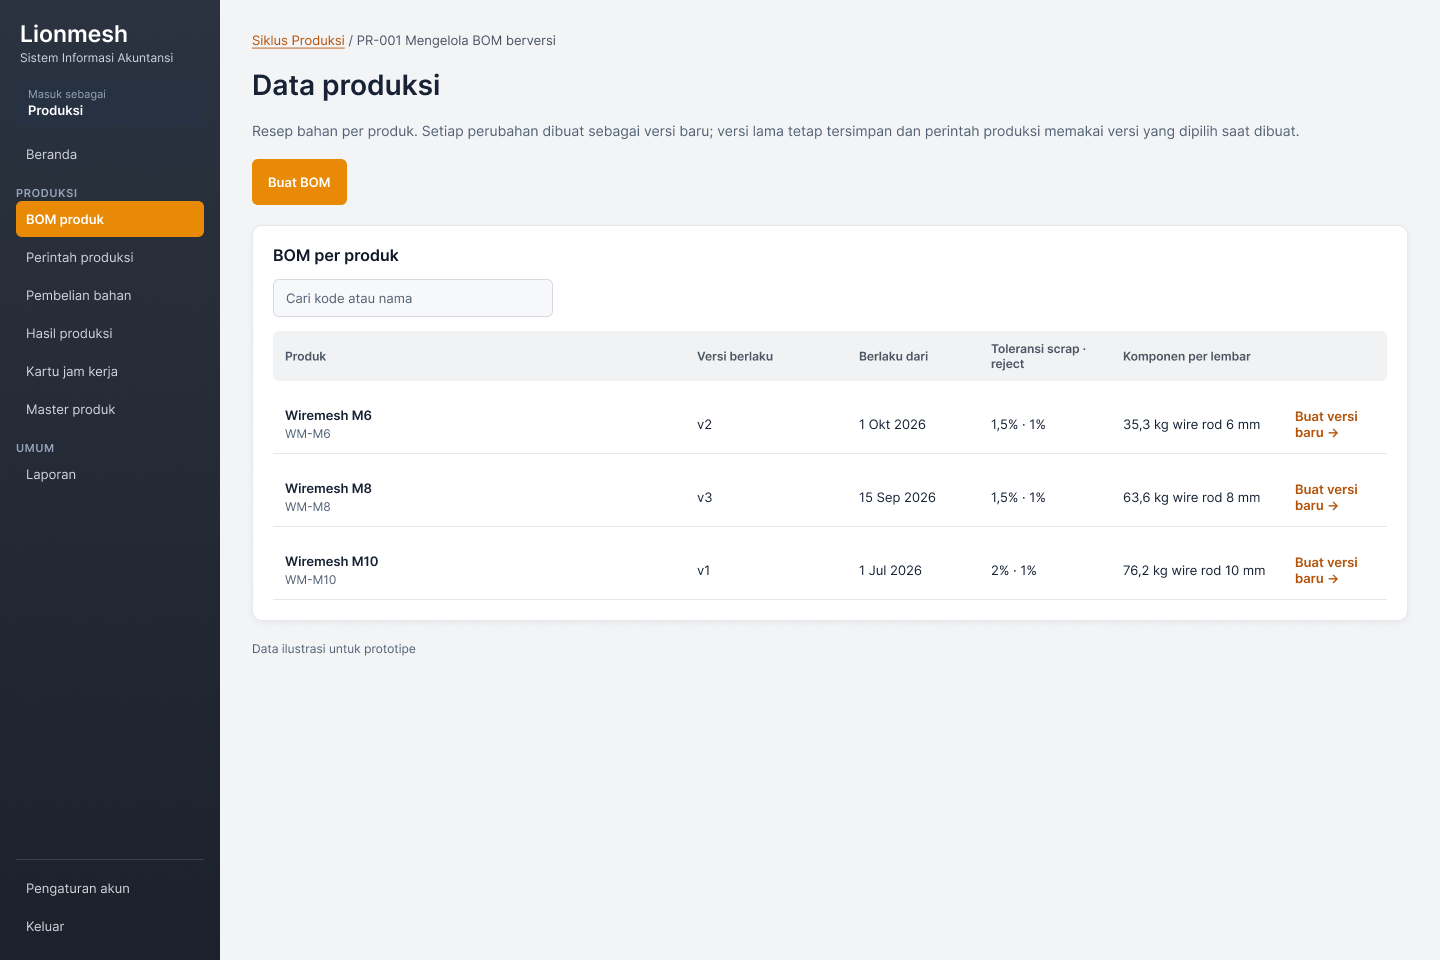 Lionmesh
Sistem Informasi Akuntansi
Masuk sebagai
Produksi
Beranda
PRODUKSI
BOM produk
Perintah produksi
Pembelian bahan
Hasil produksi
Kartu jam kerja
Master produk
UMUM
Laporan
Pengaturan akun
Keluar
Siklus Produksi / PR-001 Mengelola BOM berversi
Data produksi
Resep bahan per produk. Setiap perubahan dibuat sebagai versi baru; versi lama tetap tersimpan dan perintah produksi memakai versi yang dipilih saat dibuat.
Buat BOM
BOM per produk
Cari kode atau nama
Produk
Versi berlaku
Berlaku dari
Toleransi scrap ·
reject
Komponen per lembar
Wiremesh M6
WM-M6
v2
1 Okt 2026
1,5% · 1%
35,3 kg wire rod 6 mm
Buat versi
baru →
Wiremesh M8
WM-M8
v3
15 Sep 2026
1,5% · 1%
63,6 kg wire rod 8 mm
Buat versi
baru →
Wiremesh M10
WM-M10
v1
1 Jul 2026
2% · 1%
76,2 kg wire rod 10 mm
Buat versi
baru →
Data ilustrasi untuk prototipe